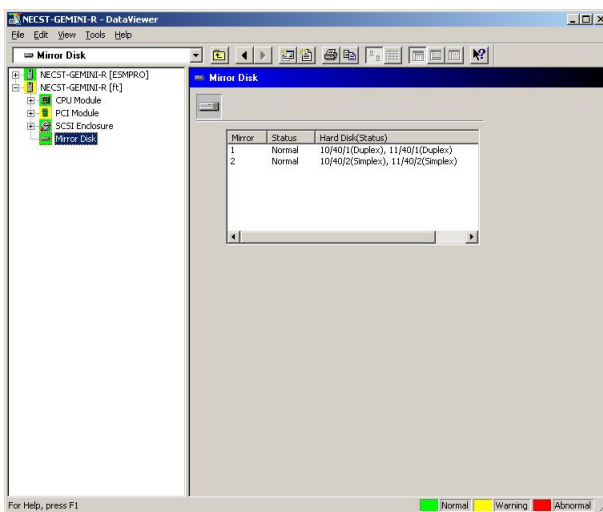 NECST-GEMINI-R - DataViewer
File Edit View Tools Help
Mirror Disk
NECST-GEMINI-R [ESMPRO]
NECST-GEMINI-R [ft]
CPU Module
PCI Module
SCSI Enclosure
Mirror Disk
Mirror Disk
Mirror Status Hard Disk(Status)
1 Normal 10/40/1(Duplex), 11/40/1(Duplex)
2 Normal 10/40/2(Simplex), 11/40/2(Simplex)
For Help, press F1
Normal Warning Abnormal